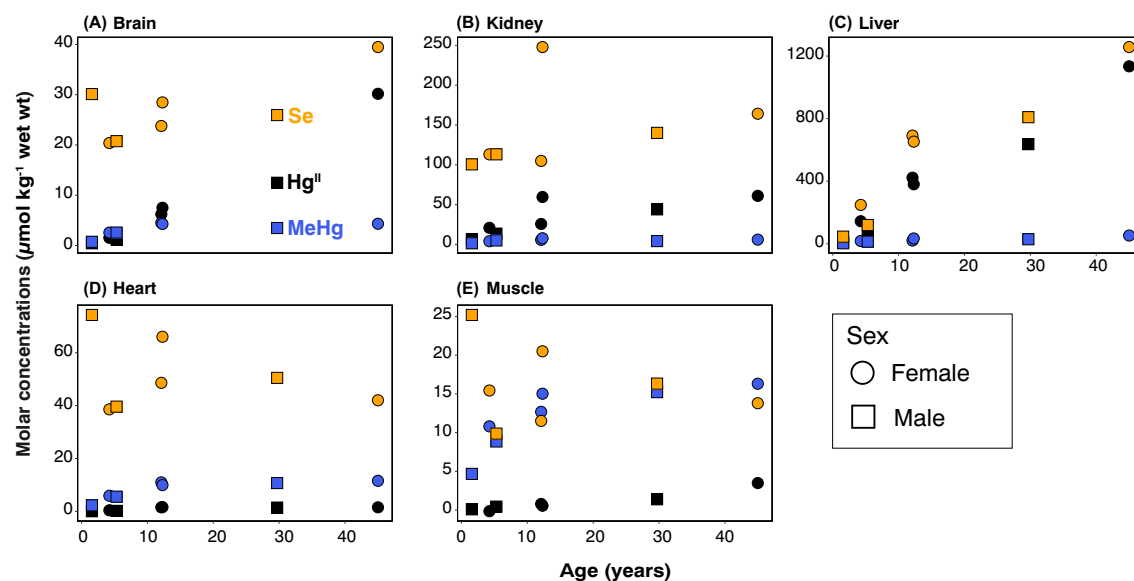 (A) Brain
(B) Kidney
(C) Liver
40
30
20
10
0
Se
Hgᴵᴵ
MeHg
250
200
150
100
50
0
1200
800
400
0
0 10 20 30 40
(D) Heart
(E) Muscle
60
40
20
0
0 10 20 30 40
25
20
15
10
5
0
0 10 20 30 40
Sex
Female
Male
Molar concentrations (µmol kg⁻¹ wet wt)
Age (years)